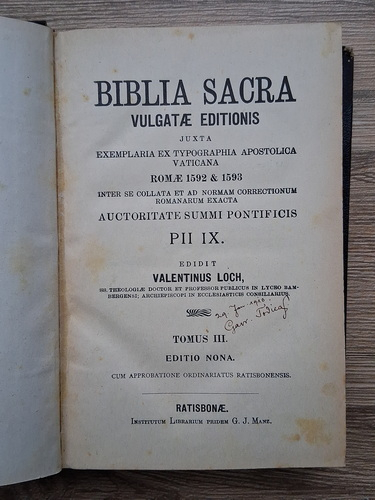 BIBLIA SACRA
VULGATÆ EDITIONIS
JUXTA
EXEMPLARIA EX TYPOGRAPHIA APOSTOLICA
VATICANA
ROMÆ 1592 & 1593
INTER SE COLLATA ET AD NORMAM CORRECTIONUM
ROMANARUM EXACTA
AUCTORITATE SUMMI PONTIFICIS
PII IX.
EDIDIT
VALENTINUS LOCH,
SS. THEOLOGIÆ DOCTOR ET PROFESSOR PUBLICUS IN LYCEO BAM-
BERGENSI; ARCHIEPISCOPI IN ECCLESIASTICIS CONSILIARIUS.
29
TOMUS III.
EDITIO NONA.
CUM APPROBATIONE ORDINARIATUS RATISBONENSIS.
RATISBONÆ.
INSTITUTUM LIBRARIUM PRIDEM G. J. MANZ.